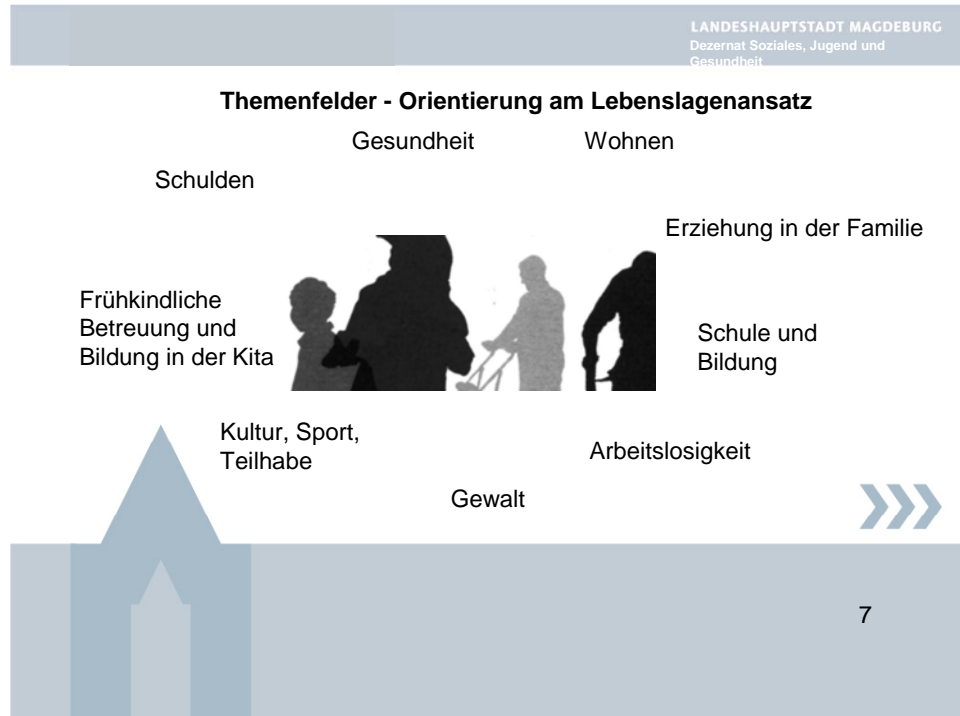 LANDESHAUPTSTADT MAGDEBURG
Dezernat Soziales, Jugend und
Gesundheit
Themenfelder - Orientierung am Lebenslagenansatz
Gesundheit
Wohnen
Schulden
Erziehung in der Familie
Frühkindliche
Betreuung und
Bildung in der Kita
Schule und
Bildung
Kultur, Sport,
Teilhabe
Arbeitslosigkeit
Gewalt
7